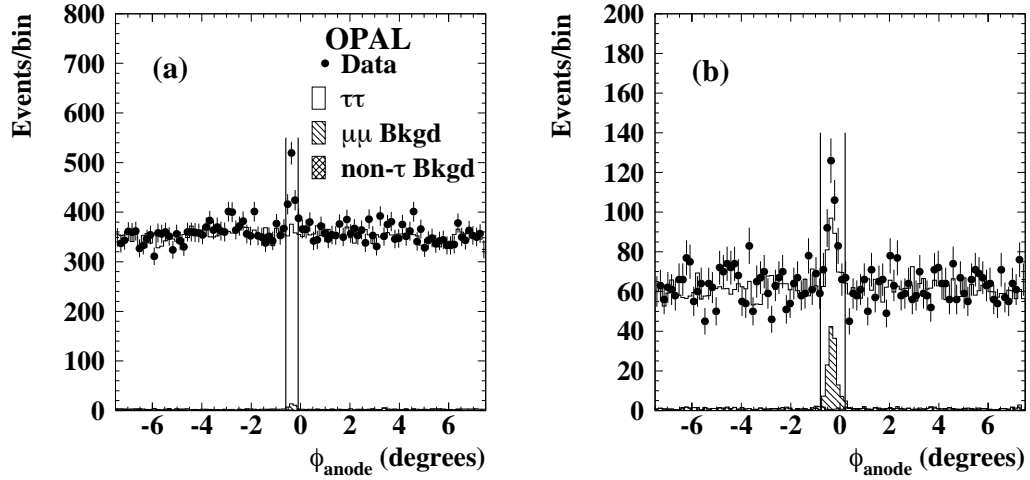 Events/bin
800
700
600
500
400
300
200
100
0
(a)
OPAL
Data
ττ
μμ Bkgd
non-τ Bkgd
-6 -4 -2 0 2 4 6
ϕanode (degrees)
Events/bin
200
180
160
140
120
100
80
60
40
20
0
(b)
-6 -4 -2 0 2 4 6
ϕanode (degrees)